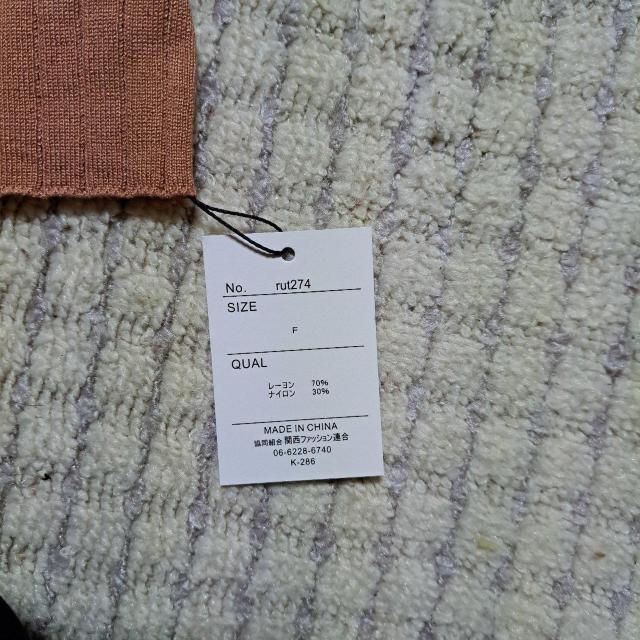 No. rut274
SIZE
F
QUAL
レーヨン 70%
ナイロン 30%
MADE IN CHINA
協同組合 関西ファッション連合
06-6228-6740
K-286